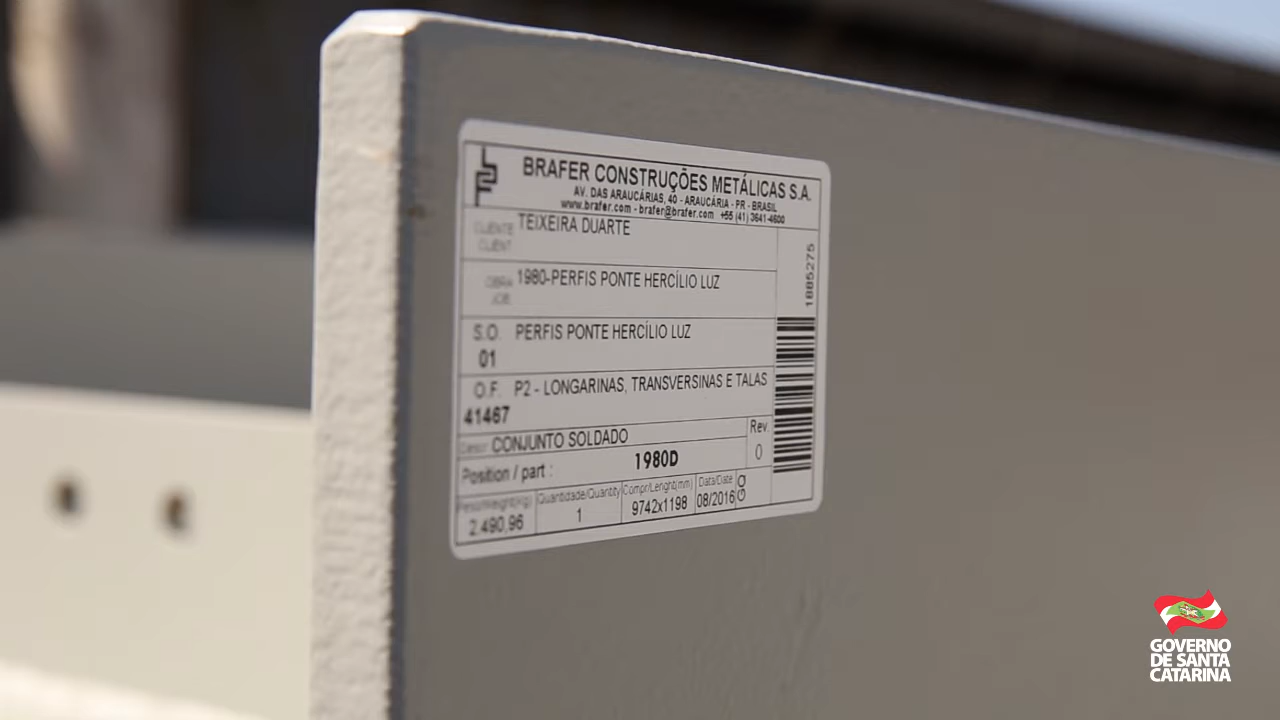 BRAFER CONSTRUÇÕES METÁLICAS S.A.
AV. DAS ARAUCÁRIAS, 40 - ARAUCÁRIA - PR - BRASIL
www.brafer.com - brafer@brafer.com +55 (41) 3641-4600
CLIENTE TEIXEIRA DUARTE
CLIENT
OBRA 1980-PERFIS PONTE HERCÍLIO LUZ
JOB
1885275
S.O. PERFIS PONTE HERCÍLIO LUZ
01
O.F. P2 - LONGARINAS, TRANSVERSINAS E TALAS
41467
CONJUNTO SOLDADO
Rev.
0
Position / part : 1980D
Peso/Weight(kg) Quantidade/Quantity Compr/Lenght(mm) Data/Date
2.490,96 1 9742x1198 08/2016
GOVERNO
DE SANTA
CATARINA